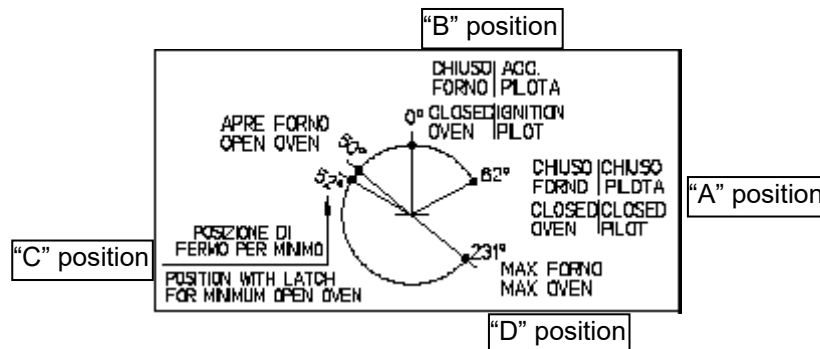 “B” position
CHIUSO AGG.
FORNO PILOTA
0° CLOSED IGNITION
OVEN PILOT
APRE FORNO
OPEN OVEN
50°
52°
62°
CHIUSO CHIUSO
FORNO PILOTA
CLOSED CLOSED
OVEN PILOT
“A” position
POSIZIONE DI
FERMO PER MINIMO
“C” position
POSITION WITH LATCH
FOR MINIMUM OPEN OVEN
231°
MAX FORNO
MAX OVEN
“D” position